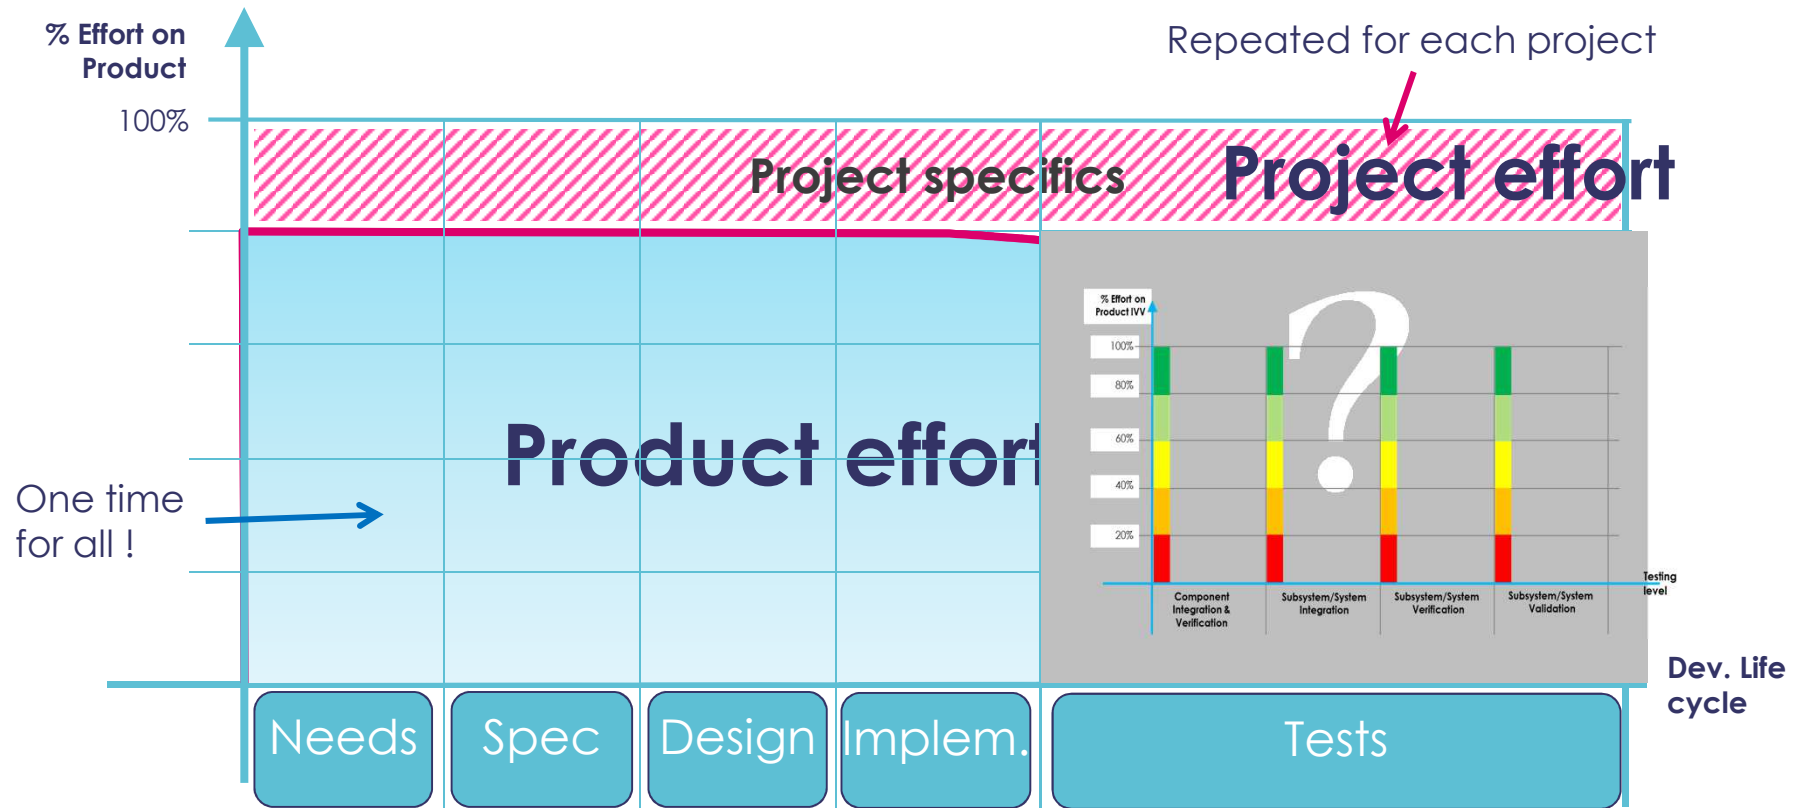 % Effort on
Product
100%
Repeated for each project
Project specifics
Project effort
Product effort
One time
for all !
% Effort on
Product IVV
100%
80%
60%
40%
20%
?
Testing
level
Component
Integration &
Verification
Subsystem/System
Integration
Subsystem/System
Verification
Subsystem/System
Validation
Dev. Life
cycle
Needs
Spec
Design
Implem.
Tests